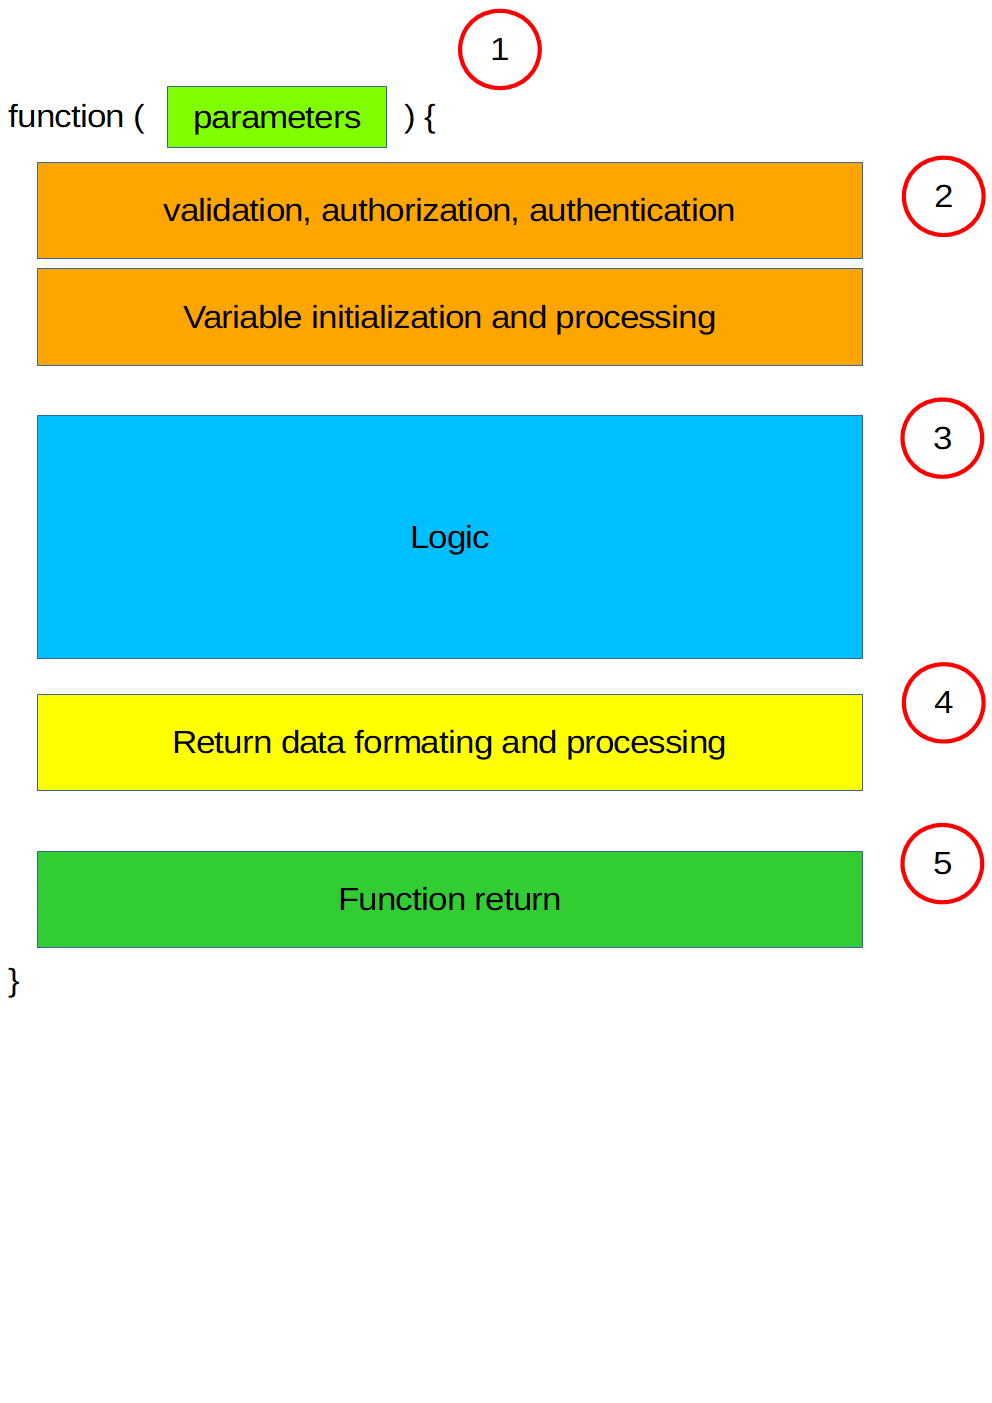 1
function ( parameters ) {
validation, authorization, authentication
2
Variable initialization and processing
3
Logic
4
Return data formating and processing
5
Function return
}